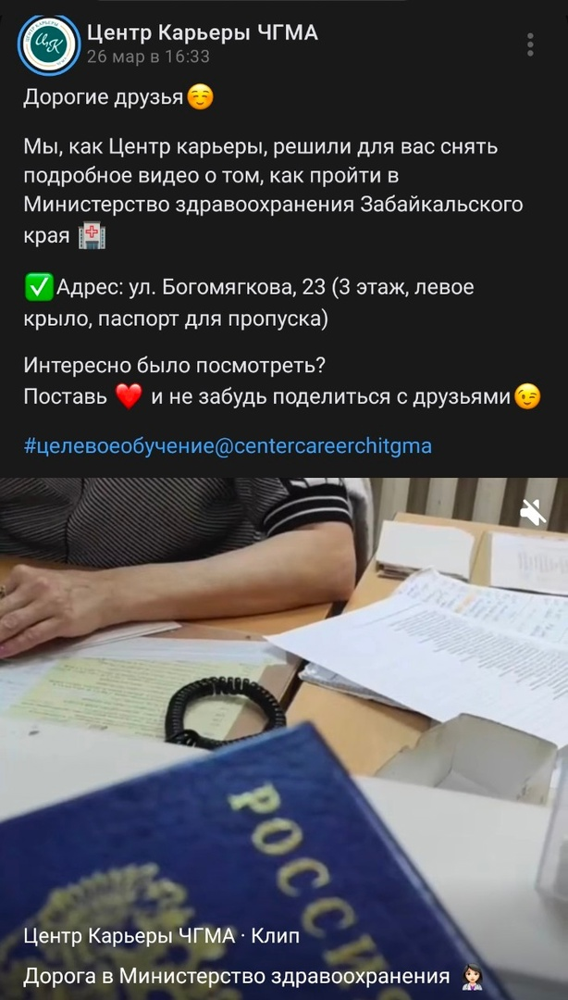 Центр Карьеры ЧГМА
26 мар в 16:33
Дорогие друзья☺️
Мы, как Центр карьеры, решили для вас снять
подробное видео о том, как пройти в
Министерство здравоохранения Забайкальского
края 🏥
✅Адрес: ул. Богомягкова, 23 (3 этаж, левое
крыло, паспорт для пропуска)
Интересно было посмотреть?
Поставь ❤️ и не забудь поделиться с друзьями😉
#целевоеобучение@centercareerchitgma
РОССИ
Центр Карьеры ЧГМА · Клип
Дорога в Министерство здравоохранения 👩‍⚕️